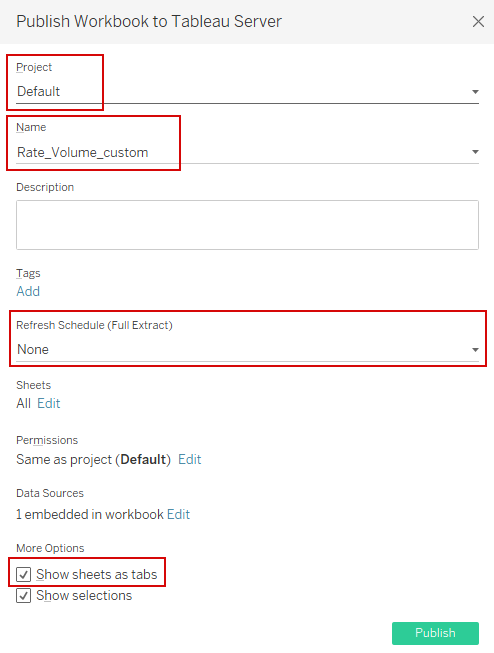 Publish Workbook to Tableau Server
Project
Default
Name
Rate_Volume_custom
Description
Tags
Add
Refresh Schedule (Full Extract)
None
Sheets
All Edit
Permissions
Same as project (Default) Edit
Data Sources
1 embedded in workbook Edit
More Options
Show sheets as tabs
Show selections
Publish